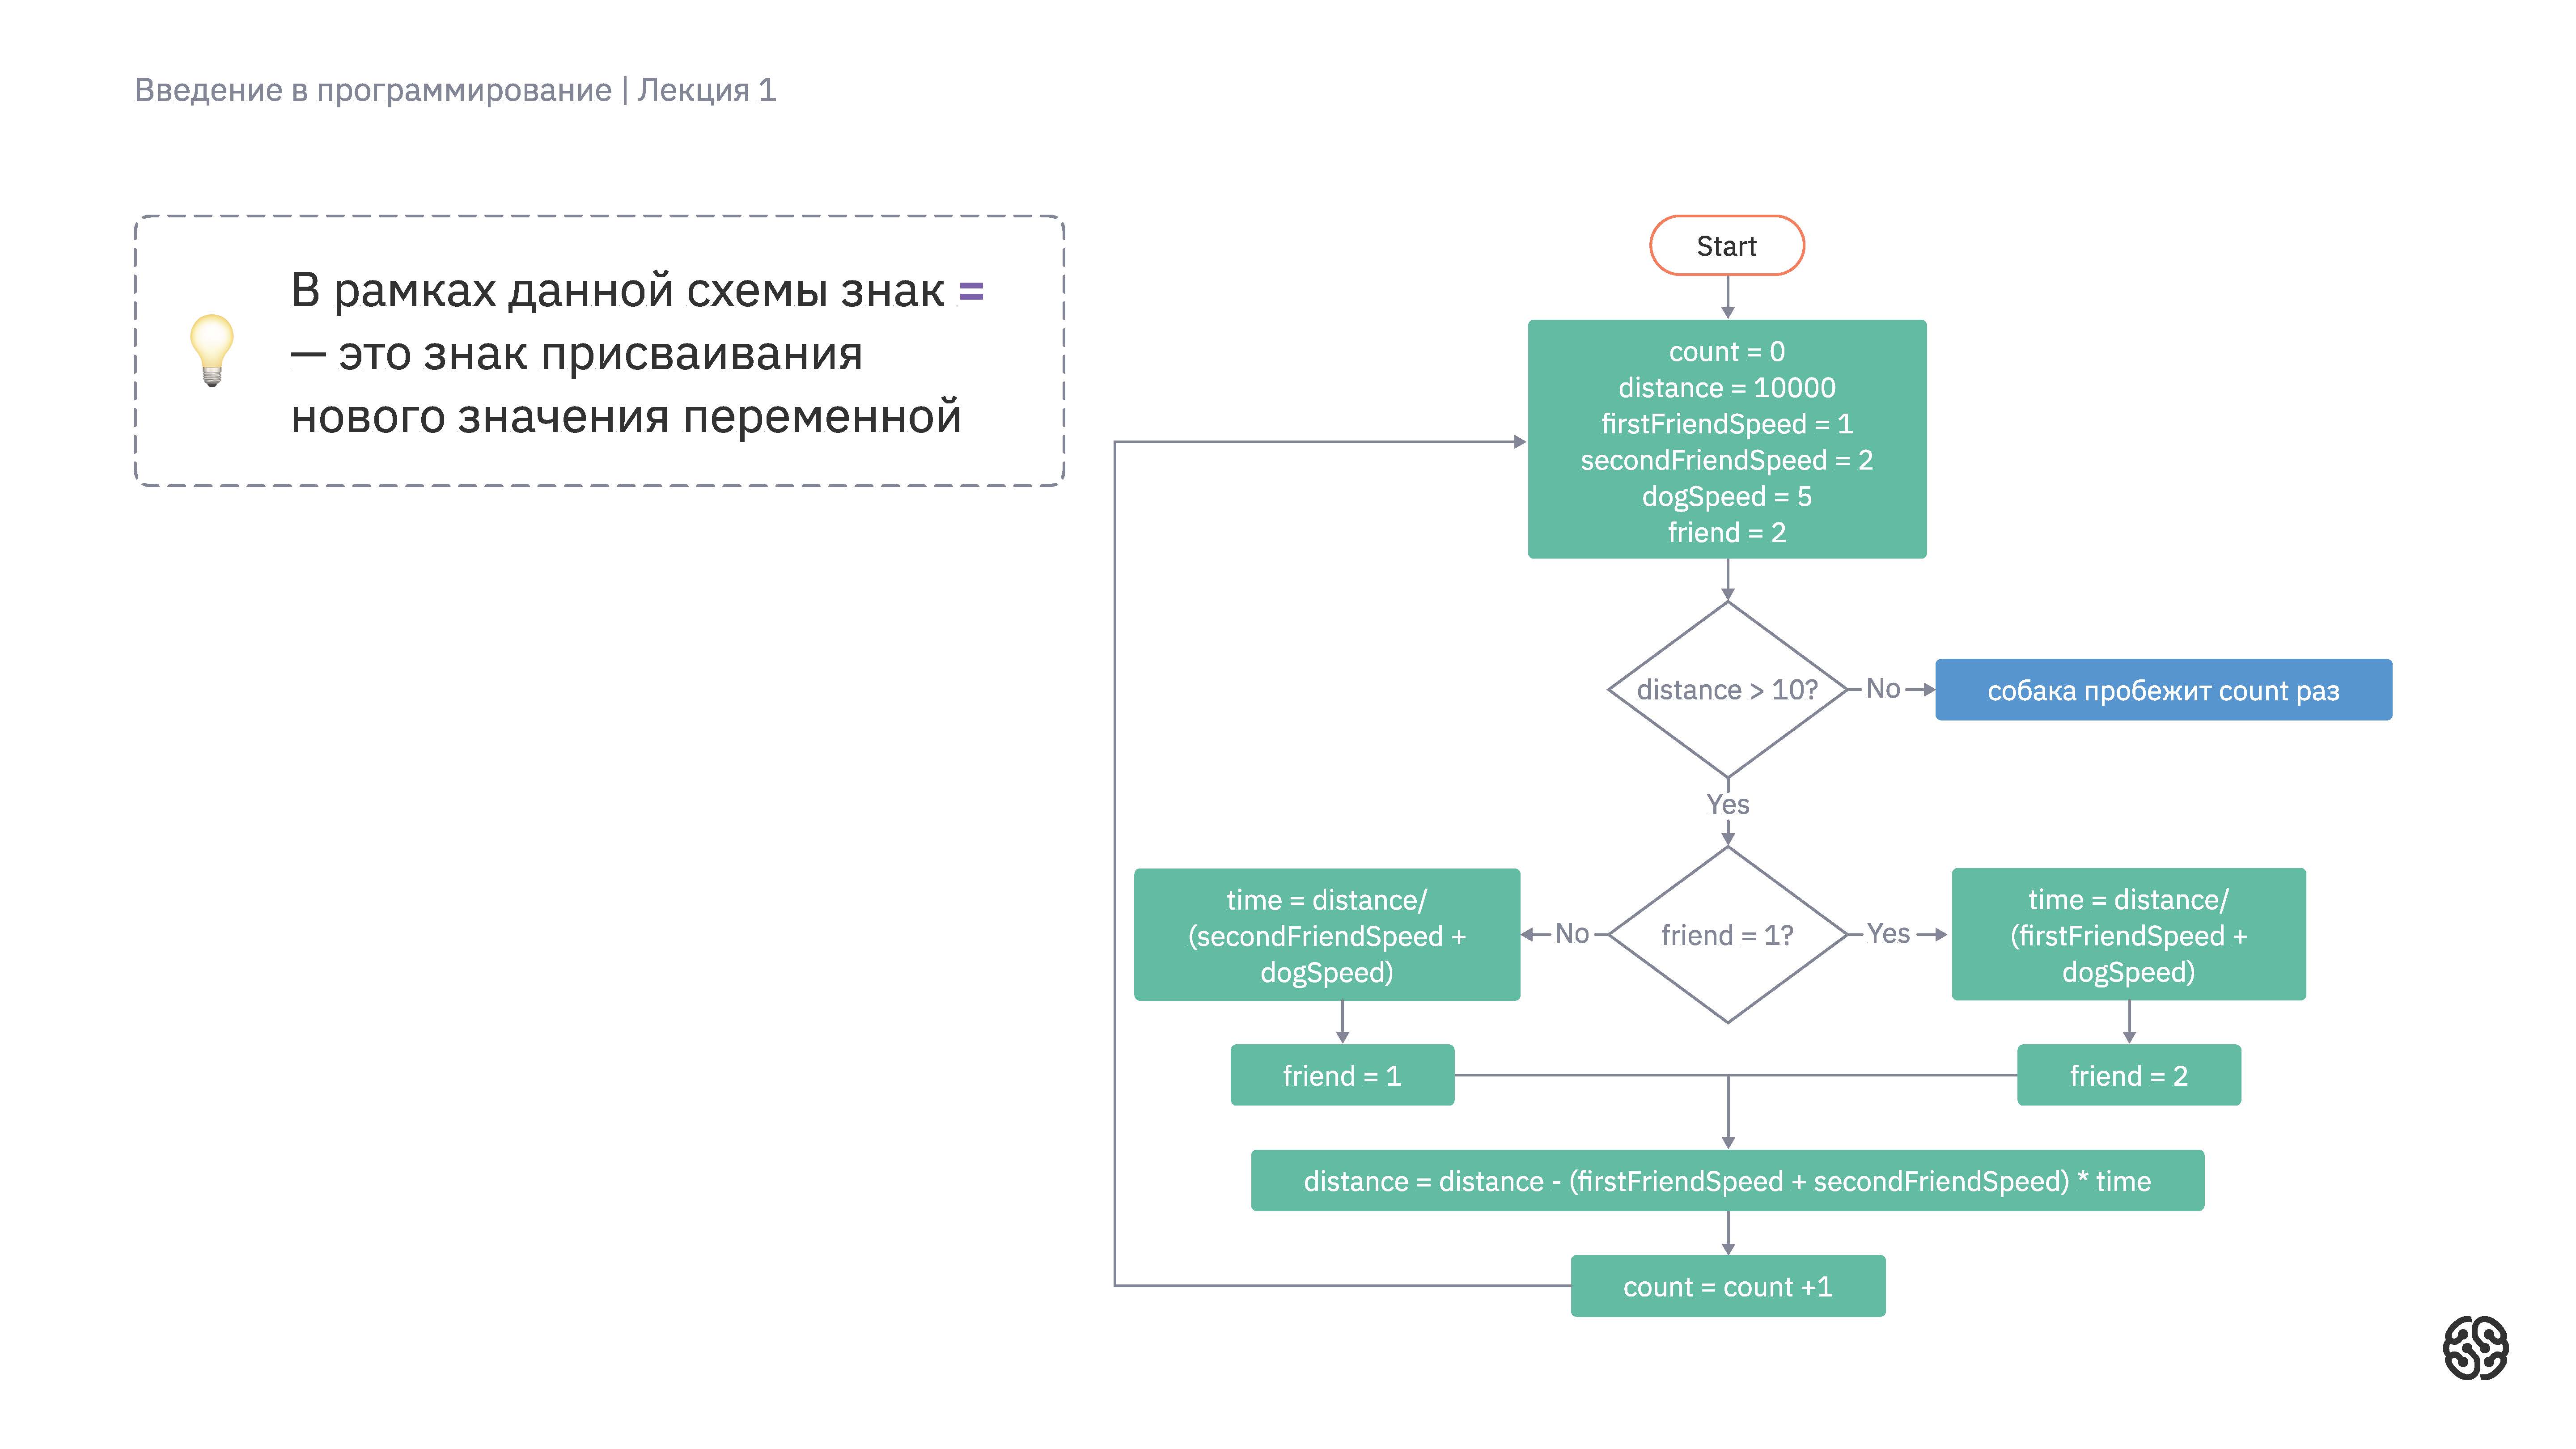 Введение в программирование | Лекция 1
В рамках данной схемы знак =
— это знак присваивания
нового значения переменной
Start
count = 0
distance = 10000
firstFriendSpeed = 1
secondFriendSpeed = 2
dogSpeed = 5
friend = 2
distance > 10?
No
собака пробежит count раз
Yes
time = distance/
(secondFriendSpeed +
dogSpeed)
No
friend = 1?
Yes
time = distance/
(firstFriendSpeed +
dogSpeed)
friend = 1
friend = 2
distance = distance - (firstFriendSpeed + secondFriendSpeed) * time
count = count +1